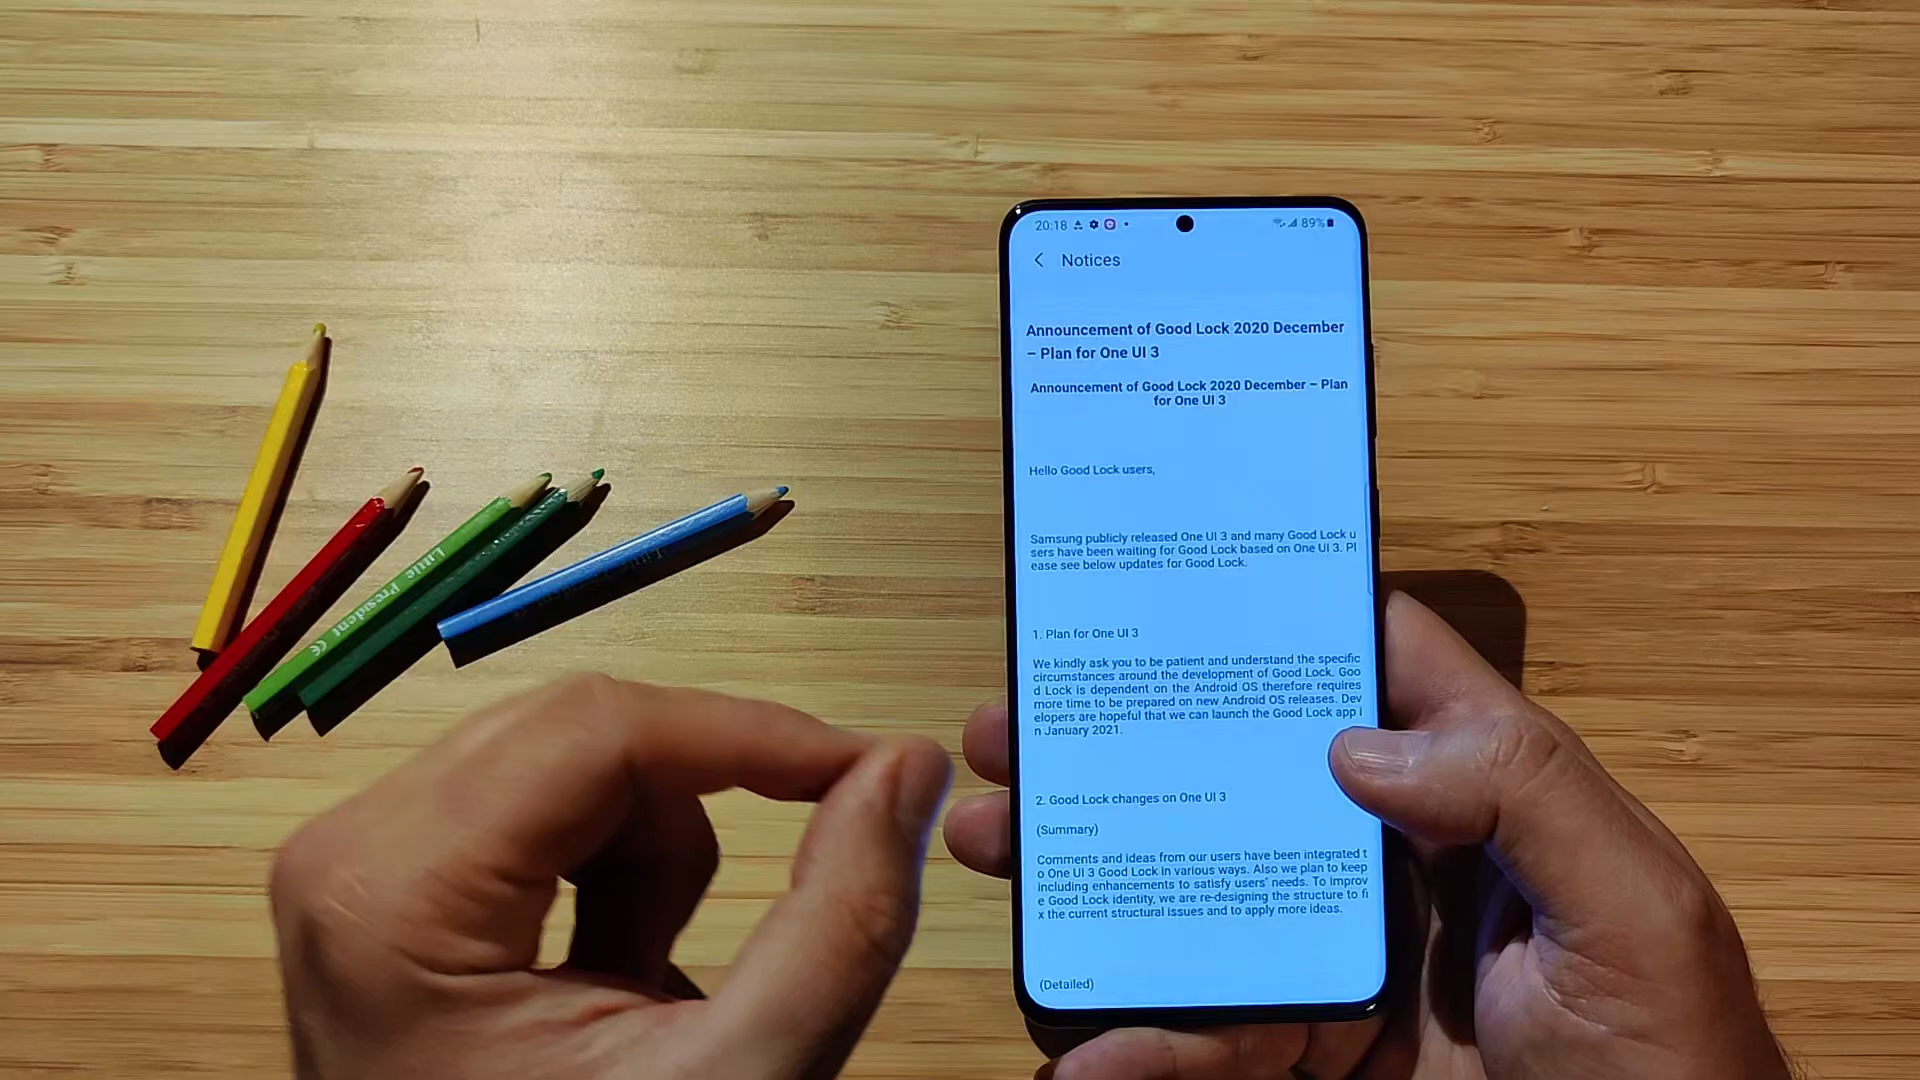 20:18
89%
Notices
Announcement of Good Lock 2020 December
– Plan for One UI 3
Announcement of Good Lock 2020 December – Plan
for One UI 3
Hello Good Lock users,
Samsung publicly released One UI 3 and many Good Lock u
sers have been waiting for Good Lock based on One UI 3. Pl
ease see below updates for Good Lock.
1. Plan for One UI 3
We kindly ask you to be patient and understand the specific
circumstances around the development of Good Lock. Goo
d Lock is dependent on the Android OS therefore requires
more time to be prepared on new Android OS releases. Dev
elopers are hopeful that we can launch the Good Lock app i
n January 2021.
2. Good Lock changes on One UI 3
(Summary)
Comments and ideas from our users have been integrated t
o One UI 3 Good Lock in various ways. Also we plan to keep
including enhancements to satisfy users' needs. To improv
e Good Lock identity, we are re-designing the structure to fi
x the current structural issues and to apply more ideas.
(Detailed)
Little President CE